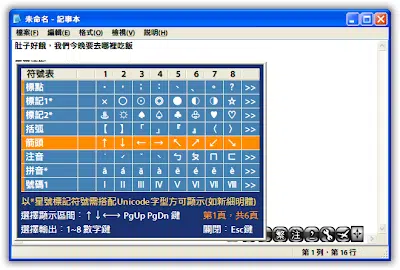 未命名 - 記事本
檔案(F) 編輯(E) 格式(O) 檢視(V) 說明(H)
肚子好餓，我們今晚要去哪裡吃飯
符號表 1 2 3 4 5 6 7 8
標點 >>
標記1* × ○ ⊙ ◎ ● ◐ ◑ ☆ >>
標記2* ♨ ☼ ♠ ♤ ♣ ♧ ♥ ♡ >>
括弧 【 】 「 」 『 』 〈 〉 >>
箭頭 ↑ ↓ ← → ↖ ↗ ↙ ↘ >>
注音 ˙ ˊ ˇ ˋ ㄅ ㄆ ㄇ ㄈ >>
拼音* >>
號碼1 Ⅰ Ⅱ Ⅲ Ⅳ Ⅴ Ⅵ Ⅶ Ⅷ >>
以*星號標記符號需搭配Unicode字型方可顯示(如新細明體)
選擇顯示區間：↑↓←→ PgUp PgDn 鍵 第1頁，共6頁
選擇輸出：1~8 數字鍵 關閉：Esc鍵
第 1 列，第 16 行